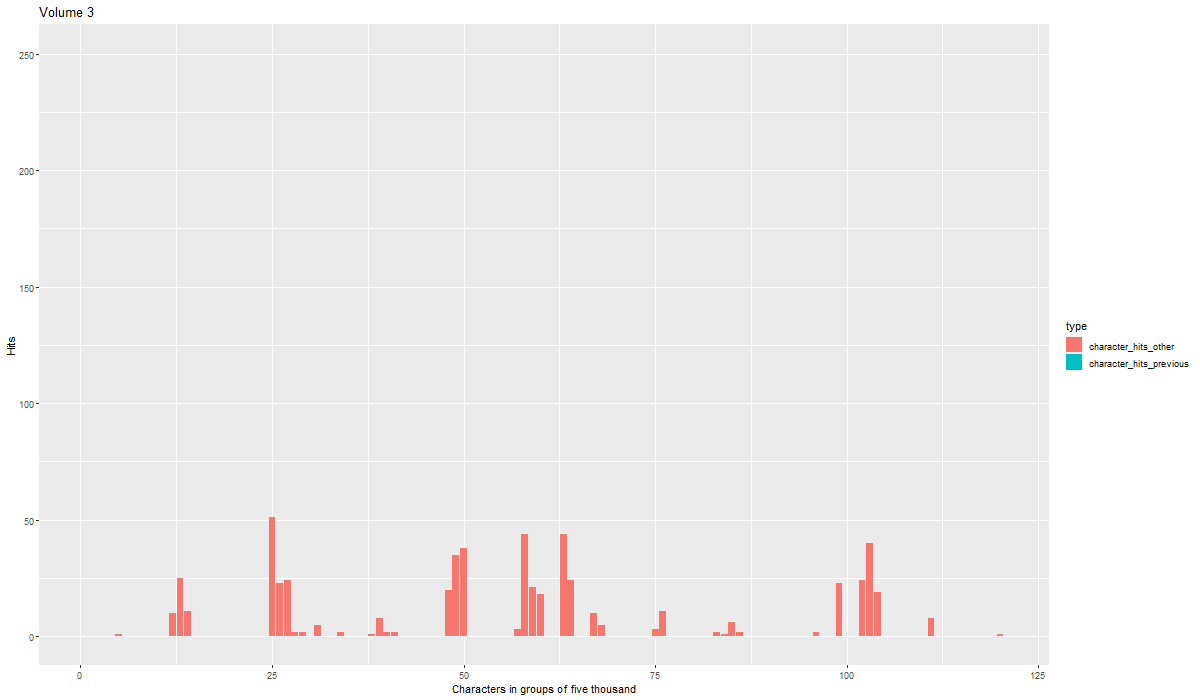 Volume 3
250
200
150
100
50
0
Hits
0 25 50 75 100 125
Characters in groups of five thousand
type
character_hits_other
character_hits_previous